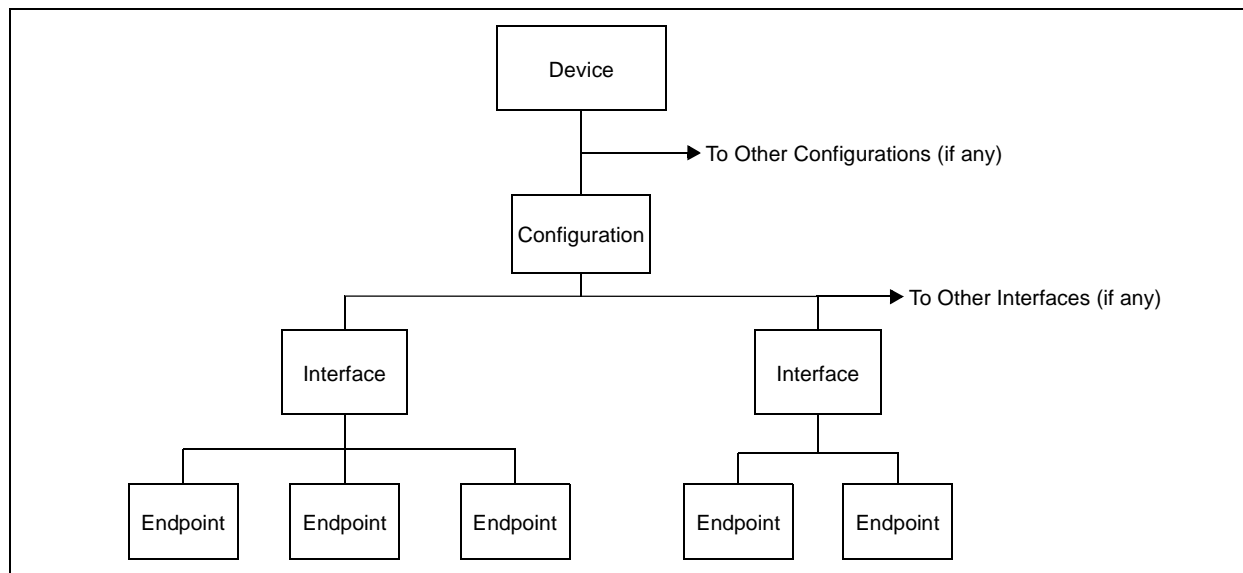 Device
To Other Configurations (if any)
Configuration
To Other Interfaces (if any)
Interface
Interface
Endpoint
Endpoint
Endpoint
Endpoint
Endpoint